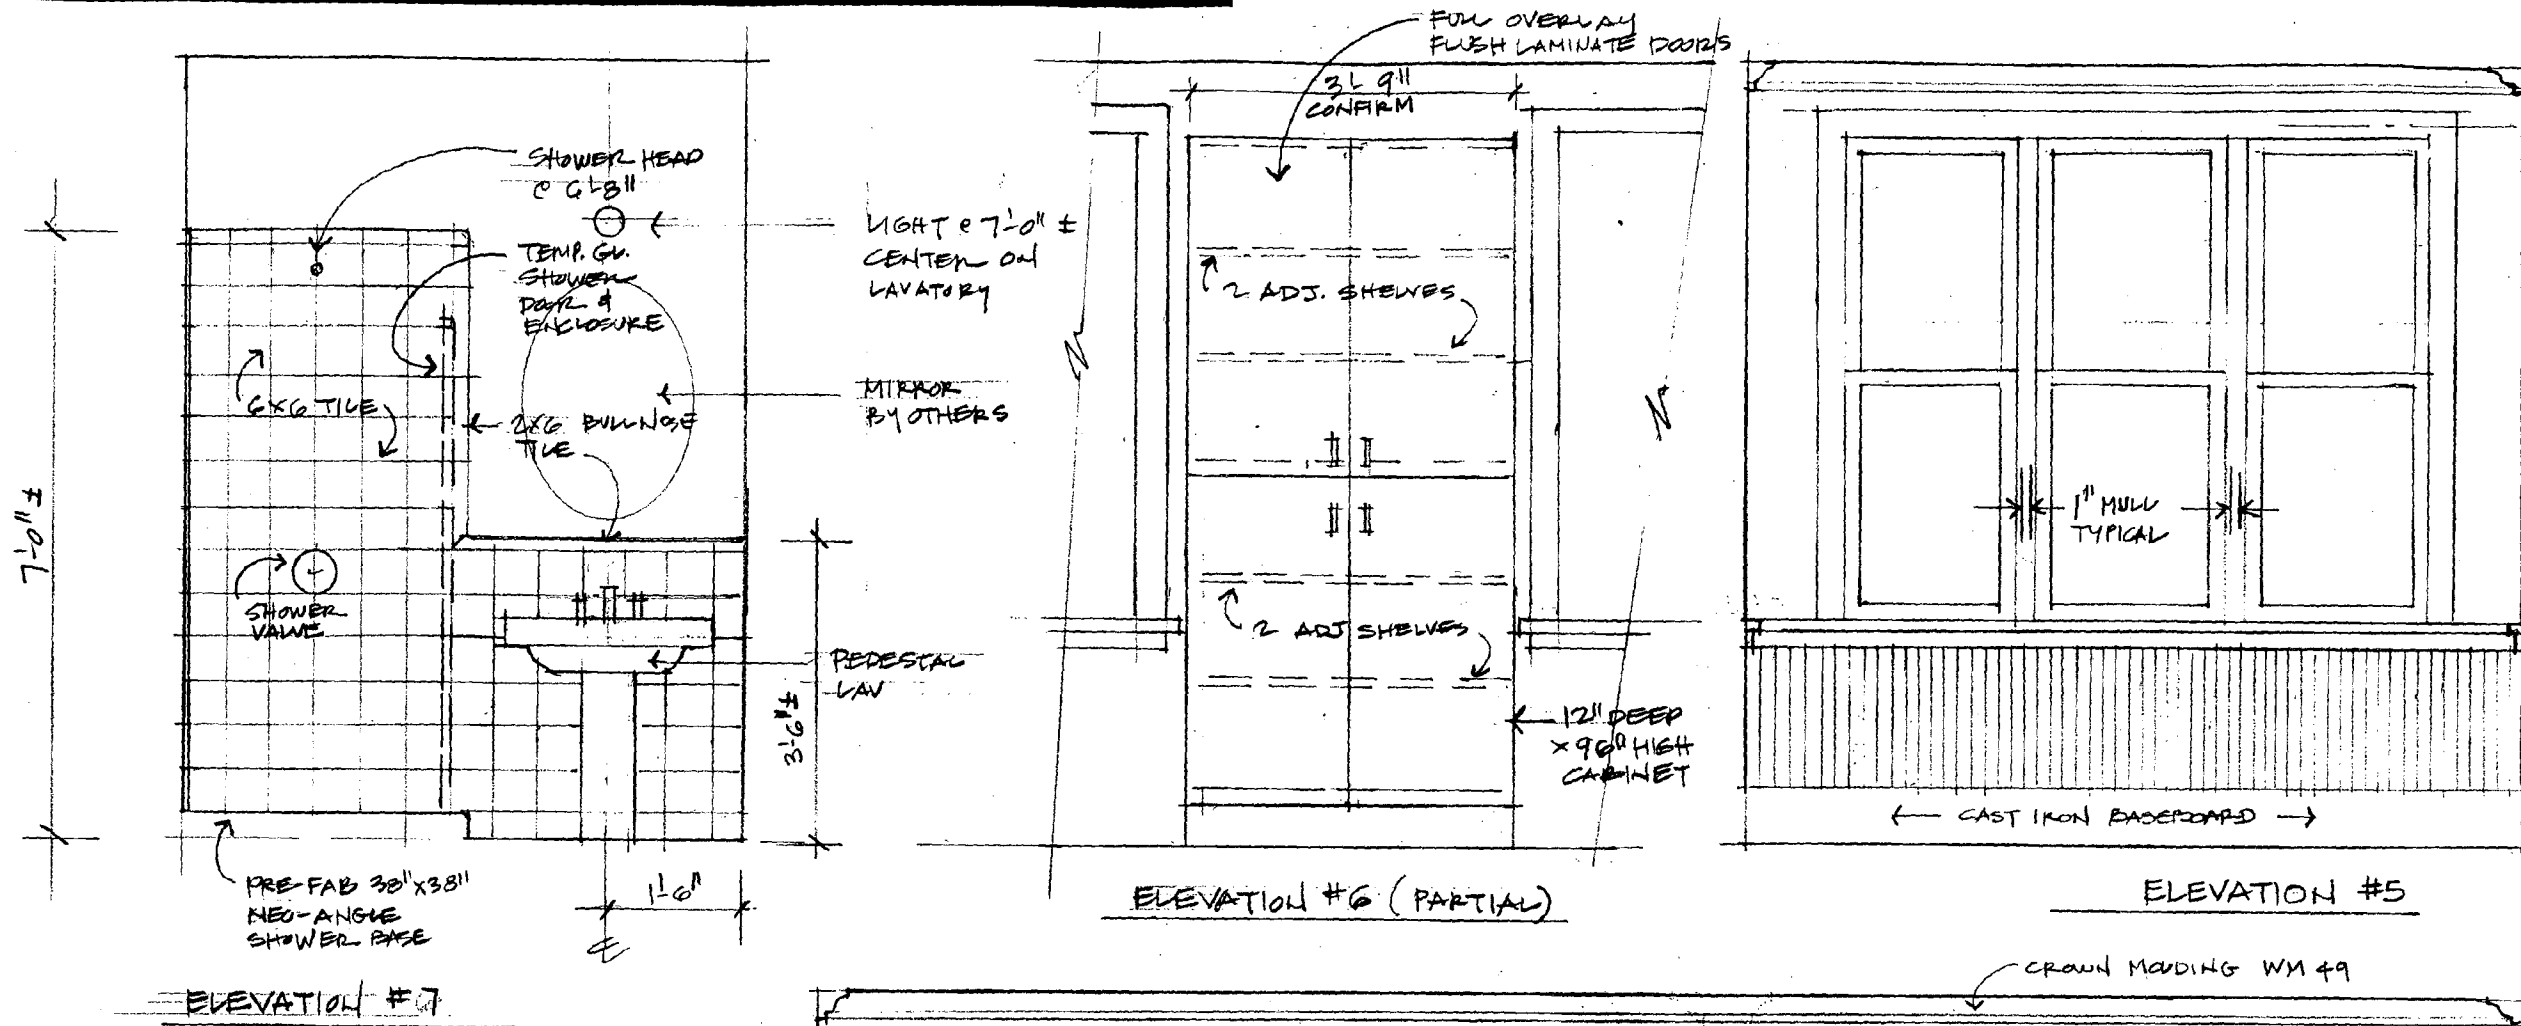 SHOWER HEAD
@ 6'-8"
TEMP. GL.
SHOWER
DOOR &
ENCLOSURE
LIGHT @ 7'-0" ±
CENTER ON
LAVATORY
6X6 TILE
2X6 BULLNOSE
TILE
MIRROR
BY OTHERS
7'-0" ±
SHOWER
VALVE
PEDESTAL
LAV
3'-6" ±
PRE-FAB 38"X38"
NEO-ANGLE
SHOWER BASE
1'-6"
ELEVATION #7
FULL OVERLAY
FLUSH LAMINATE DOORS
3'-9"
CONFIRM
2 ADJ. SHELVES
2 ADJ SHELVES
12" DEEP
X 96" HIGH
CABINET
ELEVATION #6 (PARTIAL)
1" MULL
TYPICAL
CAST IRON BASEBOARD
ELEVATION #5
CROWN MOLDING WM 49